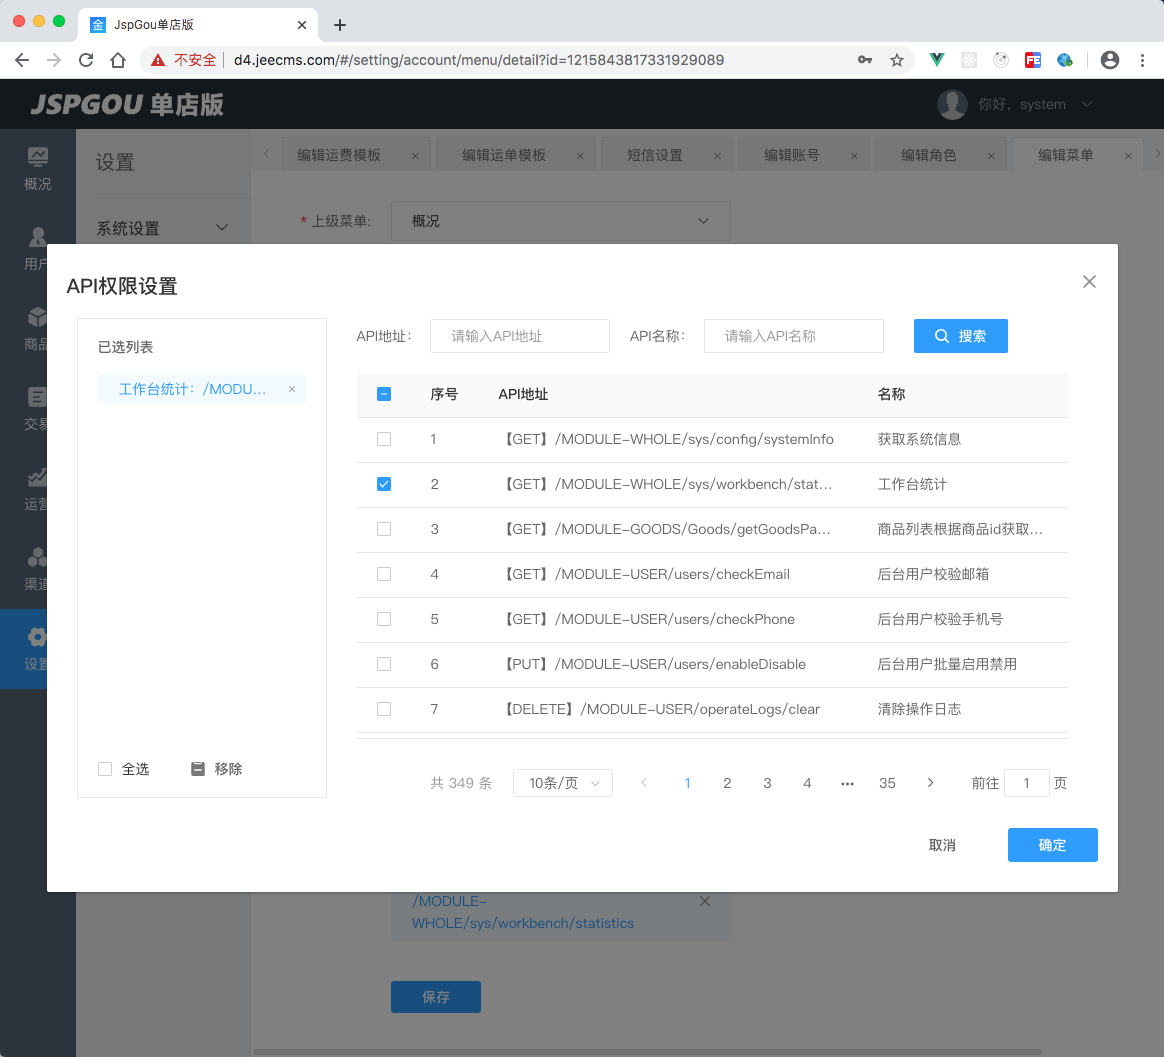 金 JspGou单店版
不安全 d4.jeecms.com/#/setting/account/menu/detail?id=1215843817331929089
FE
JSPGOU 单店版
你好，system
概况
用户
商品
交易
运营
渠道
设置
设置
系统设置
编辑运费模板 × 编辑运单模板 × 短信设置 × 编辑账号 × 编辑角色 × 编辑菜单 ×
* 上级菜单: 概况
API权限设置
已选列表
工作台统计：/MODU... ×
全选 移除
API地址： 请输入API地址 API名称： 请输入API名称 搜索
序号 API地址 名称
1 【GET】/MODULE-WHOLE/sys/config/systemInfo 获取系统信息
2 【GET】/MODULE-WHOLE/sys/workbench/stat... 工作台统计
3 【GET】/MODULE-GOODS/Goods/getGoodsPa... 商品列表根据商品id获取...
4 【GET】/MODULE-USER/users/checkEmail 后台用户校验邮箱
5 【GET】/MODULE-USER/users/checkPhone 后台用户校验手机号
6 【PUT】/MODULE-USER/users/enableDisable 后台用户批量启用禁用
7 【DELETE】/MODULE-USER/operateLogs/clear 清除操作日志
共 349 条 10条/页 1 2 3 4 ••• 35 前往 1 页
取消 确定
/MODULE-
WHOLE/sys/workbench/statistics
保存